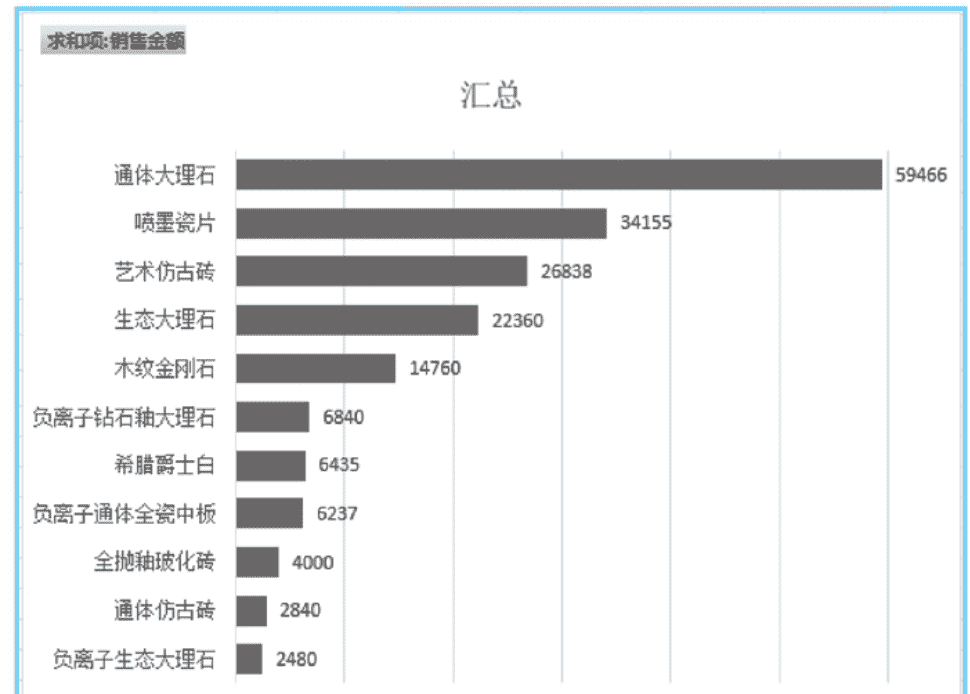 求和项:销售金额
汇总
通体大理石 59466
喷墨瓷片 34155
艺术仿古砖 26838
生态大理石 22360
木纹金刚石 14760
负离子钻石釉大理石 6840
希腊爵士白 6435
负离子通体全瓷中板 6237
全抛釉玻化砖 4000
通体仿古砖 2840
负离子生态大理石 2480